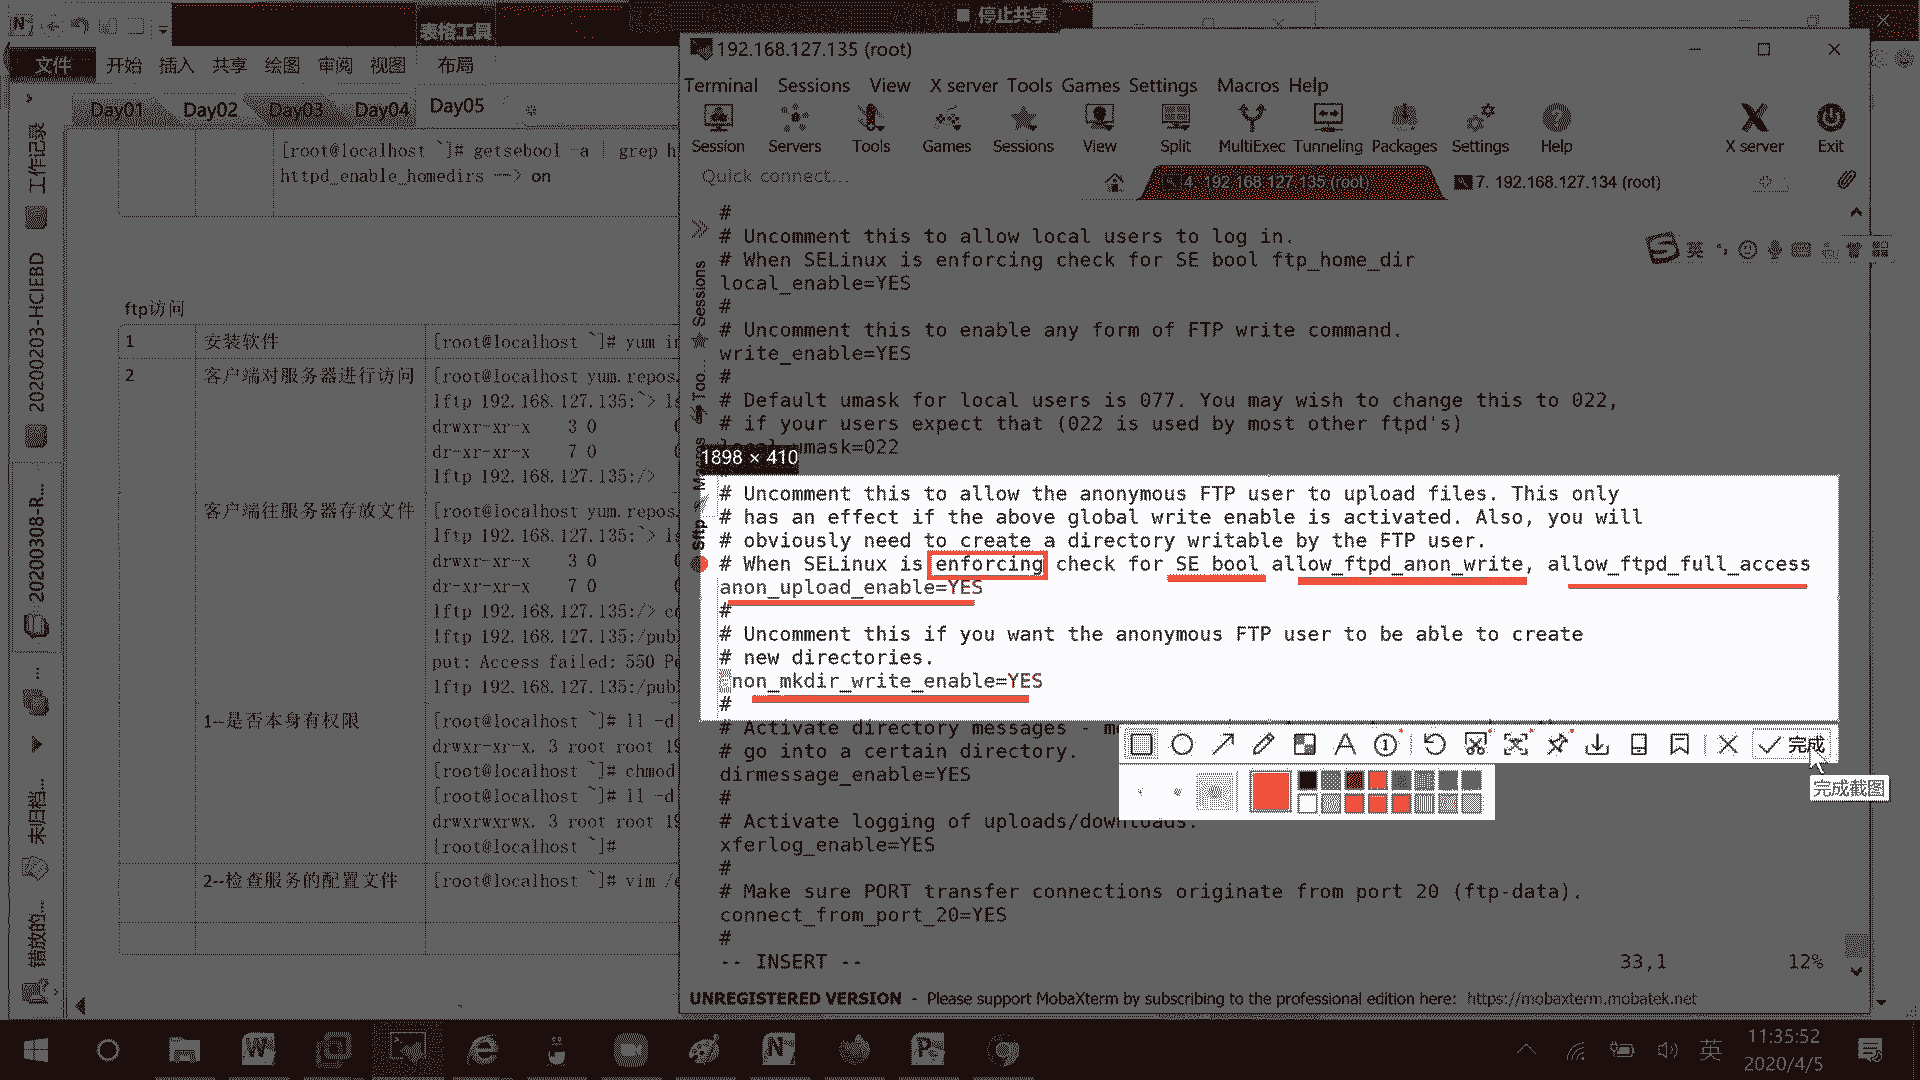 停止共享
表格工具
文件 开始 插入 共享 绘图 审阅 视图 布局
Day01 Day02 Day03 Day04 Day05
工作记录
20200203-HCIEBD
20200308-R...
...
未归档...
错放的...
[root@localhost ~]# getsebool -a | grep h
httpd_enable_homedirs --> on
ftp访问
1 安装软件 [root@localhost ~]# yum in
2 客户端对服务器进行访问 [root@localhost yum.repos.
lftp 192.168.127.135:~> ls
drwxr-xr-x 3 0 0
dr-xr-xr-x 7 0 0
lftp 192.168.127.135:/>
客户端往服务器存放文件 [root@localhost yum.repos.
lftp 192.168.127.135:~> ls
drwxr-xr-x 3 0 0
dr-xr-xr-x 7 0 0
lftp 192.168.127.135:/> c
lftp 192.168.127.135:/pub
put: Access failed: 550 Pe
lftp 192.168.127.135:/pub
1--是否本身有权限 [root@localhost ~]# ll -d
drwxr-xr-x. 3 root root 19
[root@localhost ~]# chmod
[root@localhost ~]# ll -d
drwxrwxrwx. 3 root root 19
[root@localhost ~]#
2--检查服务的配置文件 [root@localhost ~]# vim /e
192.168.127.135 (root)
Terminal Sessions View X server Tools Games Settings Macros Help
Session Servers Tools Games Sessions View Split MultiExec Tunneling Packages Settings Help X server Exit
Quick connect...
4. 192.168.127.135 (root)
7. 192.168.127.134 (root)
Sessions
Too...
Macros
Sftp
英
#
# Uncomment this to allow local users to log in.
# When SELinux is enforcing check for SE bool ftp_home_dir
local_enable=YES
#
# Uncomment this to enable any form of FTP write command.
write_enable=YES
#
# Default umask for local users is 077. You may wish to change this to 022,
# if your users expect that (022 is used by most other ftpd's)
umask=022
1898 × 410
# Uncomment this to allow the anonymous FTP user to upload files. This only
# has an effect if the above global write enable is activated. Also, you will
# obviously need to create a directory writable by the FTP user.
# When SELinux is enforcing check for SE bool allow_ftpd_anon_write, allow_ftpd_full_access
anon_upload_enable=YES
#
# Uncomment this if you want the anonymous FTP user to be able to create
# new directories.
anon_mkdir_write_enable=YES
#
# Activate directory messages - me
# go into a certain directory.
dirmessage_enable=YES
#
# Activate logging of uploads/downloads.
xferlog_enable=YES
#
# Make sure PORT transfer connections originate from port 20 (ftp-data).
connect_from_port_20=YES
#
-- INSERT -- 33,1 12%
完成
完成截图
UNREGISTERED VERSION - Please support MobaXterm by subscribing to the professional edition here: https://mobaxterm.mobatek.net
英
11:35:52
2020/4/5